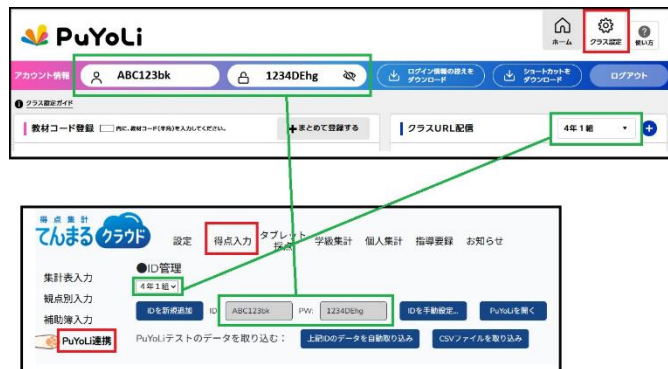 PuYoLi
ホーム
クラス設定
使い方
アカウント情報
ABC123bk
1234DEhg
ログイン情報の控えを
ダウンロード
ショートカットを
ダウンロード
ログアウト
クラス設定ガイド
教材コード登録
内に、教材コード(半角)を入力してください。
+まとめて登録する
クラスURL配信
4年1組
得点集計
てんまるクラウド
設定
得点入力
タブレット
採点
学級集計
個人集計
指導要録
お知らせ
集計表入力
観点別入力
補助簿入力
PuYoLi連携
●ID管理
4年1組
IDを新規追加
ID
ABC123bk
PW:
1234DEhg
IDを手動設定...
PuYoLiを開く
PuYoLiテストのデータを取り込む：
上記IDのデータを自動取り込み
CSVファイルを取り込み